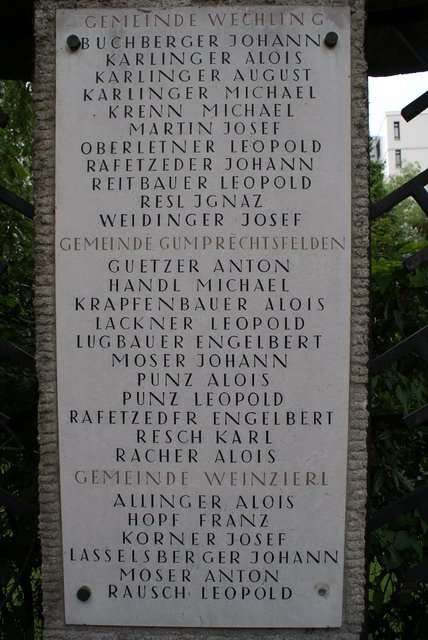 GEMEINDE WECHLING
BUCHBERGER JOHANN
KARLINGER ALOIS
KARLINGER AUGUST
KARLINGER MICHAEL
KRENN MICHAEL
MARTIN JOSEF
OBERLETNER LEOPOLD
RAFETZEDER JOHANN
REITBAUER LEOPOLD
RESL JGNAZ
WEIDINGER JOSEF
GEMEINDE GUMPRECHTSFELDEN
GUETZER ANTON
HANDL MICHAEL
KRAPFENBAUER ALOIS
LACKNER LEOPOLD
LUGBAUER ENGELBERT
MOSER JOHANN
PUNZ ALOIS
PUNZ LEOPOLD
RAFETZEDER ENGELBERT
RESCH KARL
RACHER ALOIS
GEMEINDE WEINZIERL
ALLINGER ALOIS
HOPF FRANZ
KORNER JOSEF
LASSELSBERGER JOHANN
MOSER ANTON
RAUSCH LEOPOLD